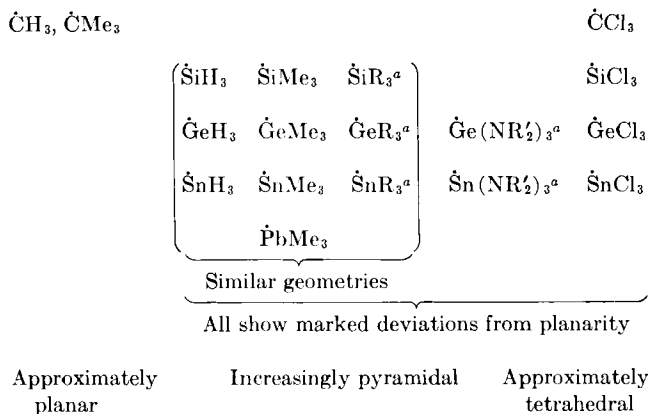 ĊH₃, ĊMe₃ ĊCl₃
ṠiH₃ ṠiMe₃ ṠiR₃ᵃ ṠiCl₃
ĠeH₃ ĠeMe₃ ĠeR₃ᵃ Ġe(NR′₂)₃ᵃ ĠeCl₃
ṠnH₃ ṠnMe₃ ṠnR₃ᵃ Ṡn(NR′₂)₃ᵃ ṠnCl₃
ṖbMe₃
Similar geometries
All show marked deviations from planarity
Approximately Increasingly pyramidal Approximately
planar tetrahedral